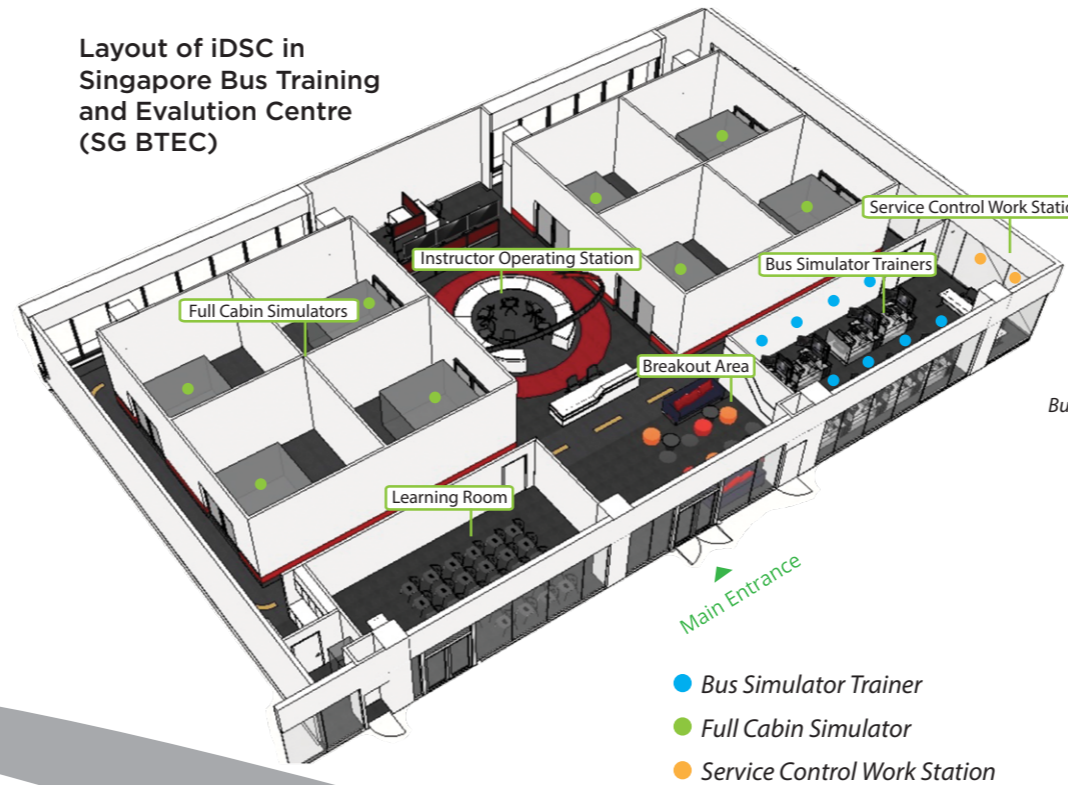 Layout of iDSC in
Singapore Bus Training
and Evalution Centre
(SG BTEC)
Service Control Work Statio
Instructor Operating Station
Bus Simulator Trainers
Full Cabin Simulators
Breakout Area
Bu
Learning Room
Main Entrance
Bus Simulator Trainer
Full Cabin Simulator
Service Control Work Station